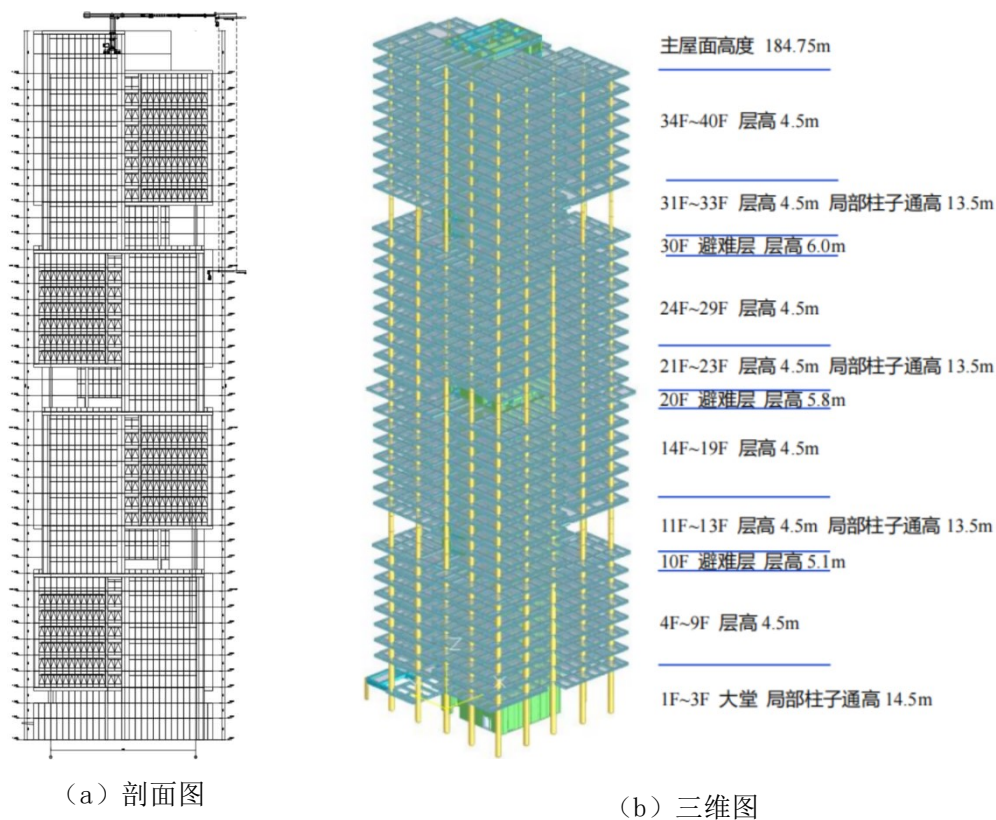 主屋面高度 184.75m
34F~40F 层高 4.5m
31F~33F 层高 4.5m 局部柱子通高 13.5m
30F 避难层 层高 6.0m
24F~29F 层高 4.5m
21F~23F 层高 4.5m 局部柱子通高 13.5m
20F 避难层 层高 5.8m
14F~19F 层高 4.5m
11F~13F 层高 4.5m 局部柱子通高 13.5m
10F 避难层 层高 5.1m
4F~9F 层高 4.5m
1F~3F 大堂 局部柱子通高 14.5m
Z
(a)剖面图
(b)三维图